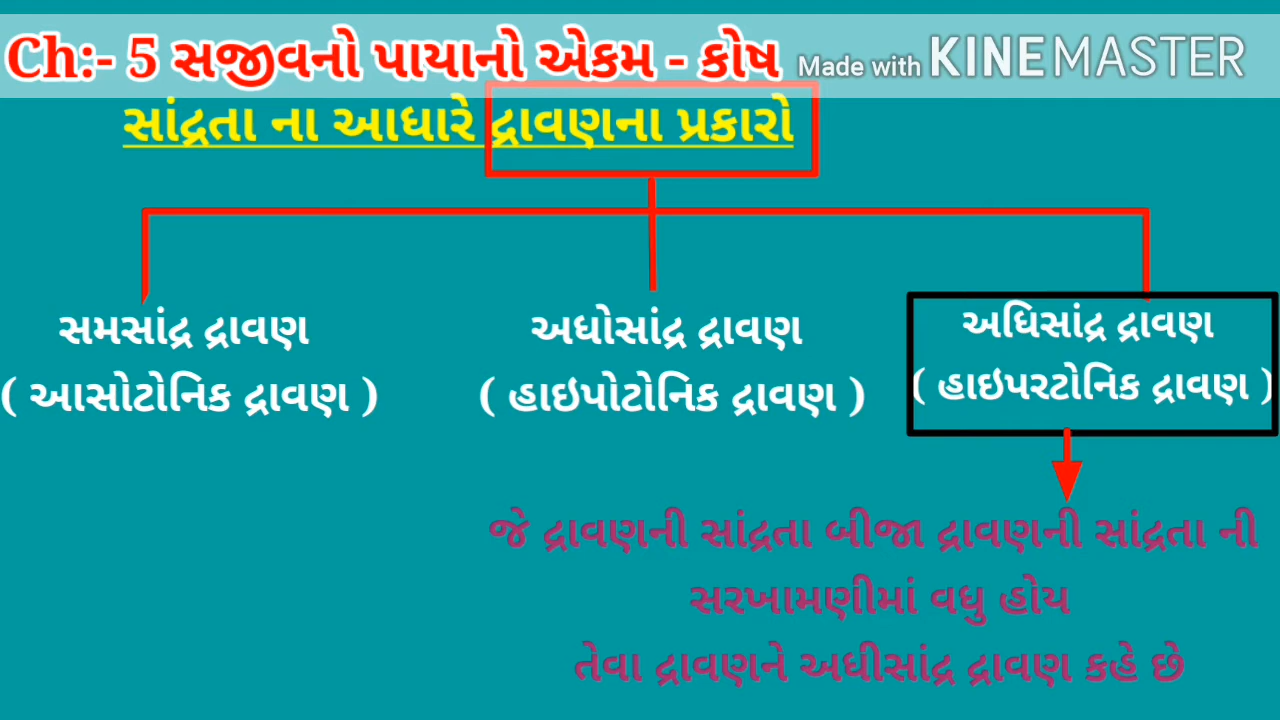 Ch:- 5 સજીવનો પાયાનો એકમ - કોષ
Made with KINEMASTER
સાંદ્રતા ના આધારે દ્રાવણના પ્રકારો
સમસાંદ્ર દ્રાવણ
( આસોટોનિક દ્રાવણ )
અધોસાંદ્ર દ્રાવણ
( હાઇપોટોનિક દ્રાવણ )
અધિસાંદ્ર દ્રાવણ
( હાઇપરટોનિક દ્રાવણ )
જે દ્રાવણની સાંદ્રતા બીજા દ્રાવણની સાંદ્રતા ની
સરખામણીમાં વધુ હોય
તેવા દ્રાવણને અધીસાંદ્ર દ્રાવણ કહે છે